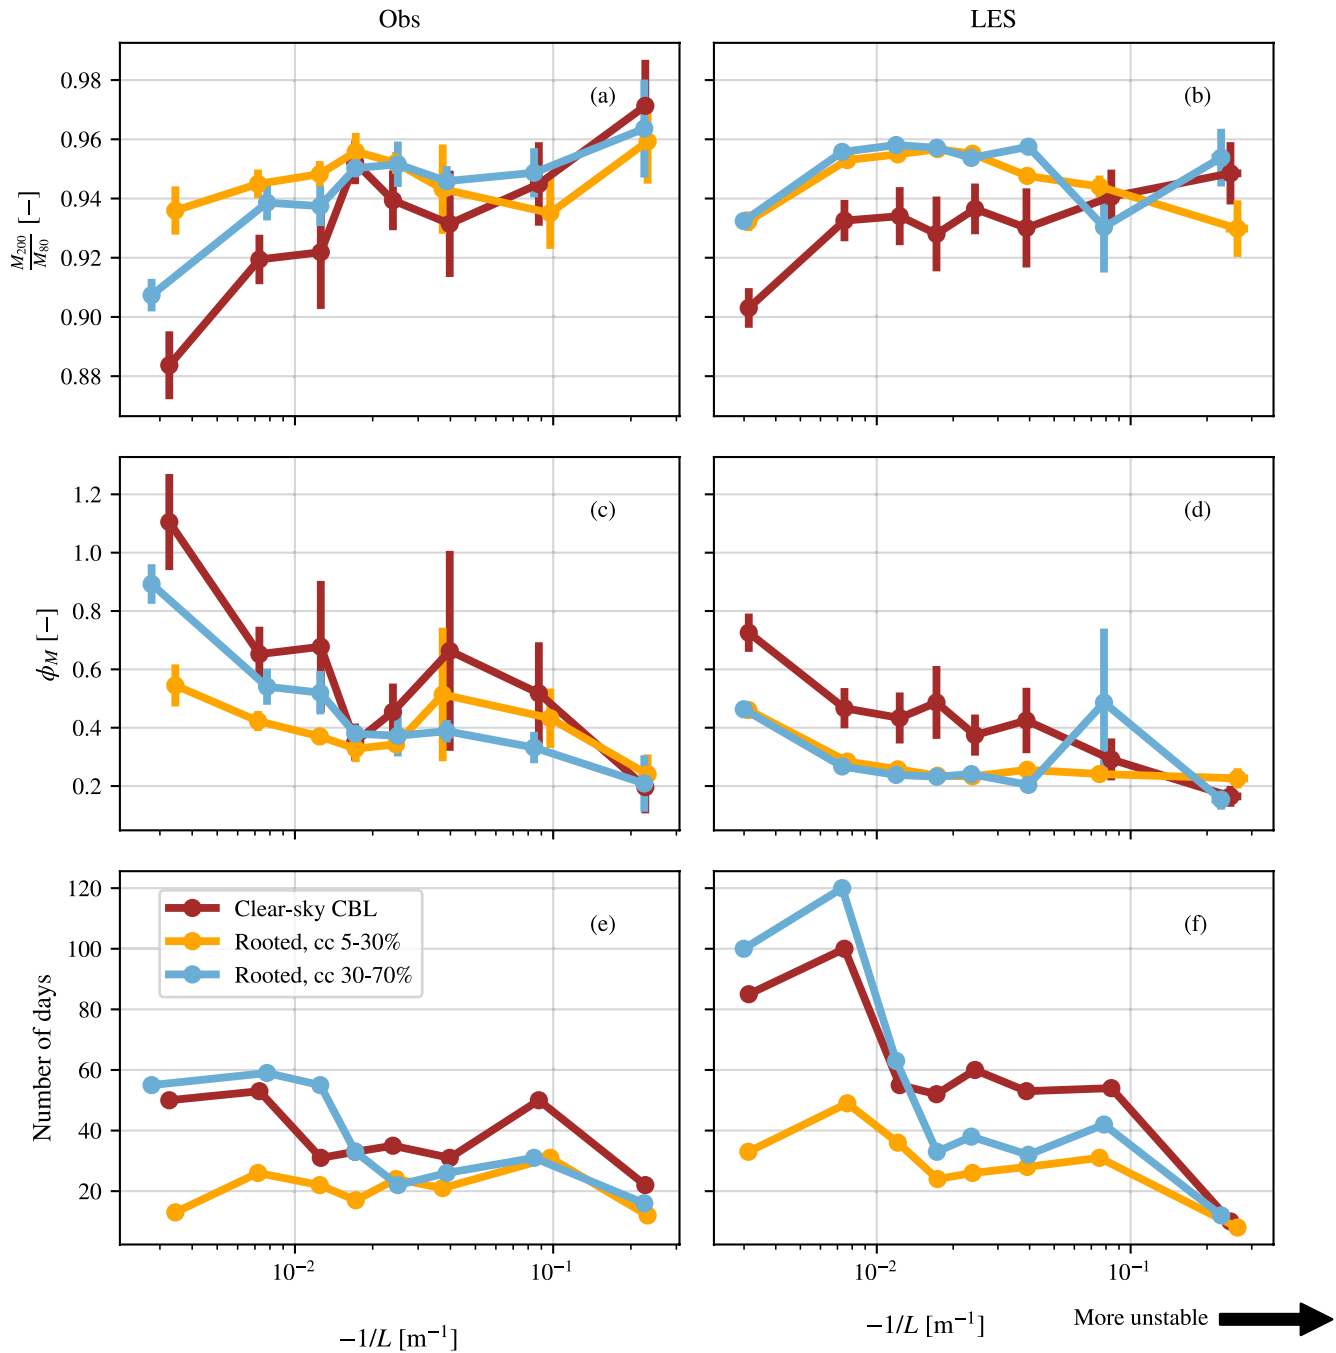 Obs
LES
(a)
(b)
0.98
0.96
0.94
0.92
0.90
0.88
M₂₀₀/M₈₀ [−]
(c)
(d)
1.2
1.0
0.8
0.6
0.4
0.2
ϕ_M [−]
(e)
(f)
120
100
80
60
40
20
Number of days
Clear-sky CBL
Rooted, cc 5-30%
Rooted, cc 30-70%
10⁻² 10⁻¹
10⁻² 10⁻¹
−1/L [m⁻¹]
−1/L [m⁻¹]
More unstable